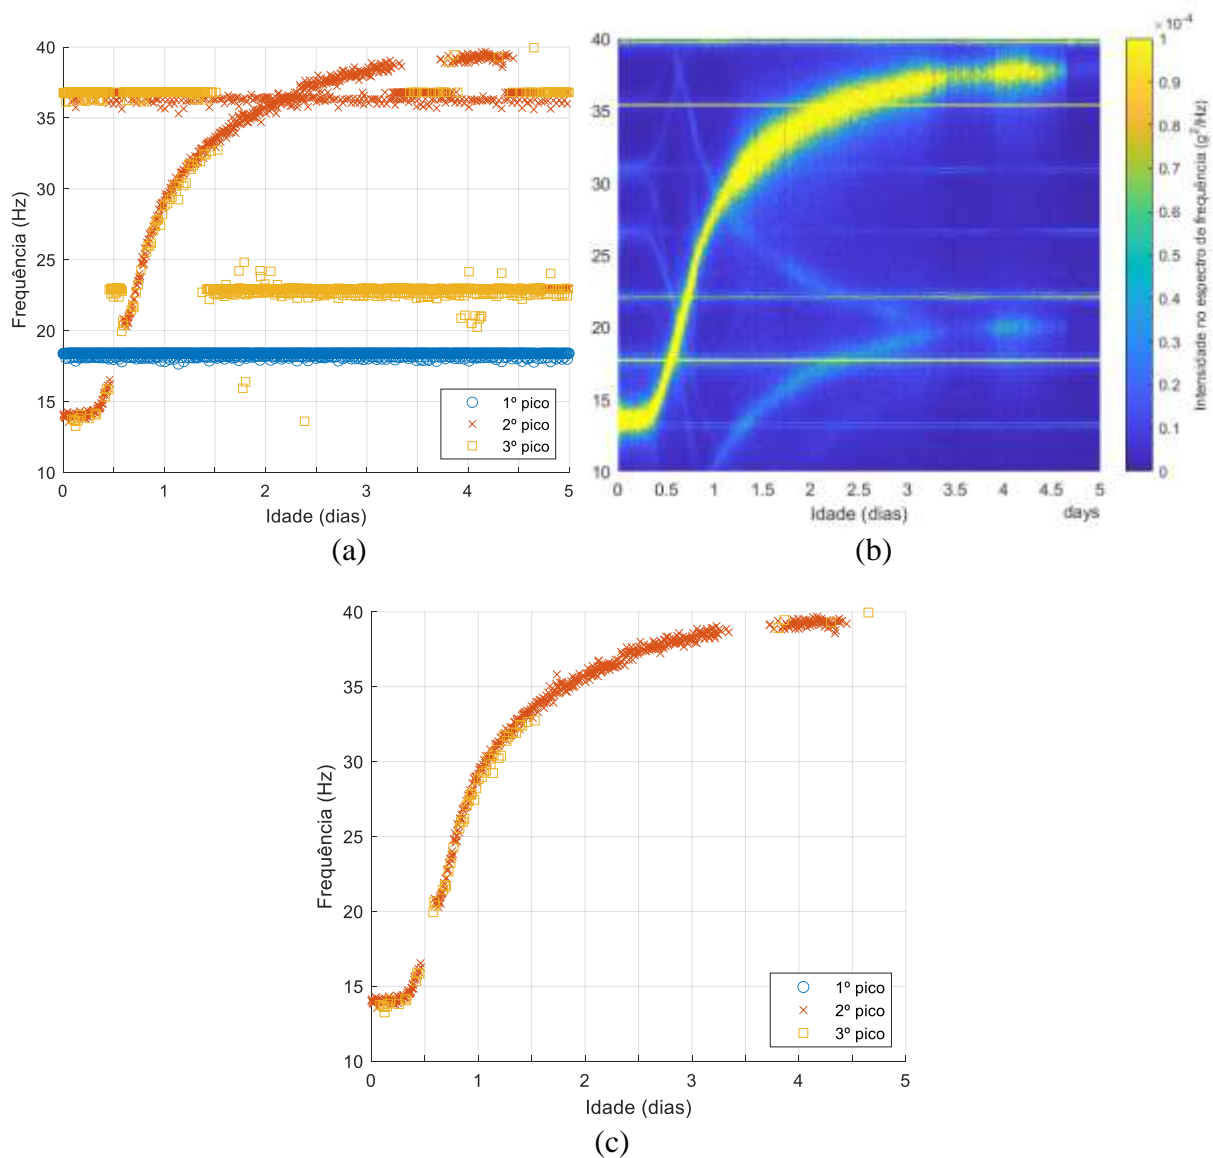 40
35
30
25
20
15
10
Frequência (Hz)
0 1 2 3 4 5
Idade (dias)
1º pico
2º pico
3º pico
(a)
40
35
30
25
20
15
10
0 0.5 1 1.5 2 2.5 3 3.5 4 4.5 5
Idade (dias)
days
× 10⁻⁴
1
0.9
0.8
0.7
0.6
0.5
0.4
0.3
0.2
0.1
0
Intensidade no espectro de frequência (g²/Hz)
(b)
40
35
30
25
20
15
10
Frequência (Hz)
0 1 2 3 4 5
Idade (dias)
1º pico
2º pico
3º pico
(c)